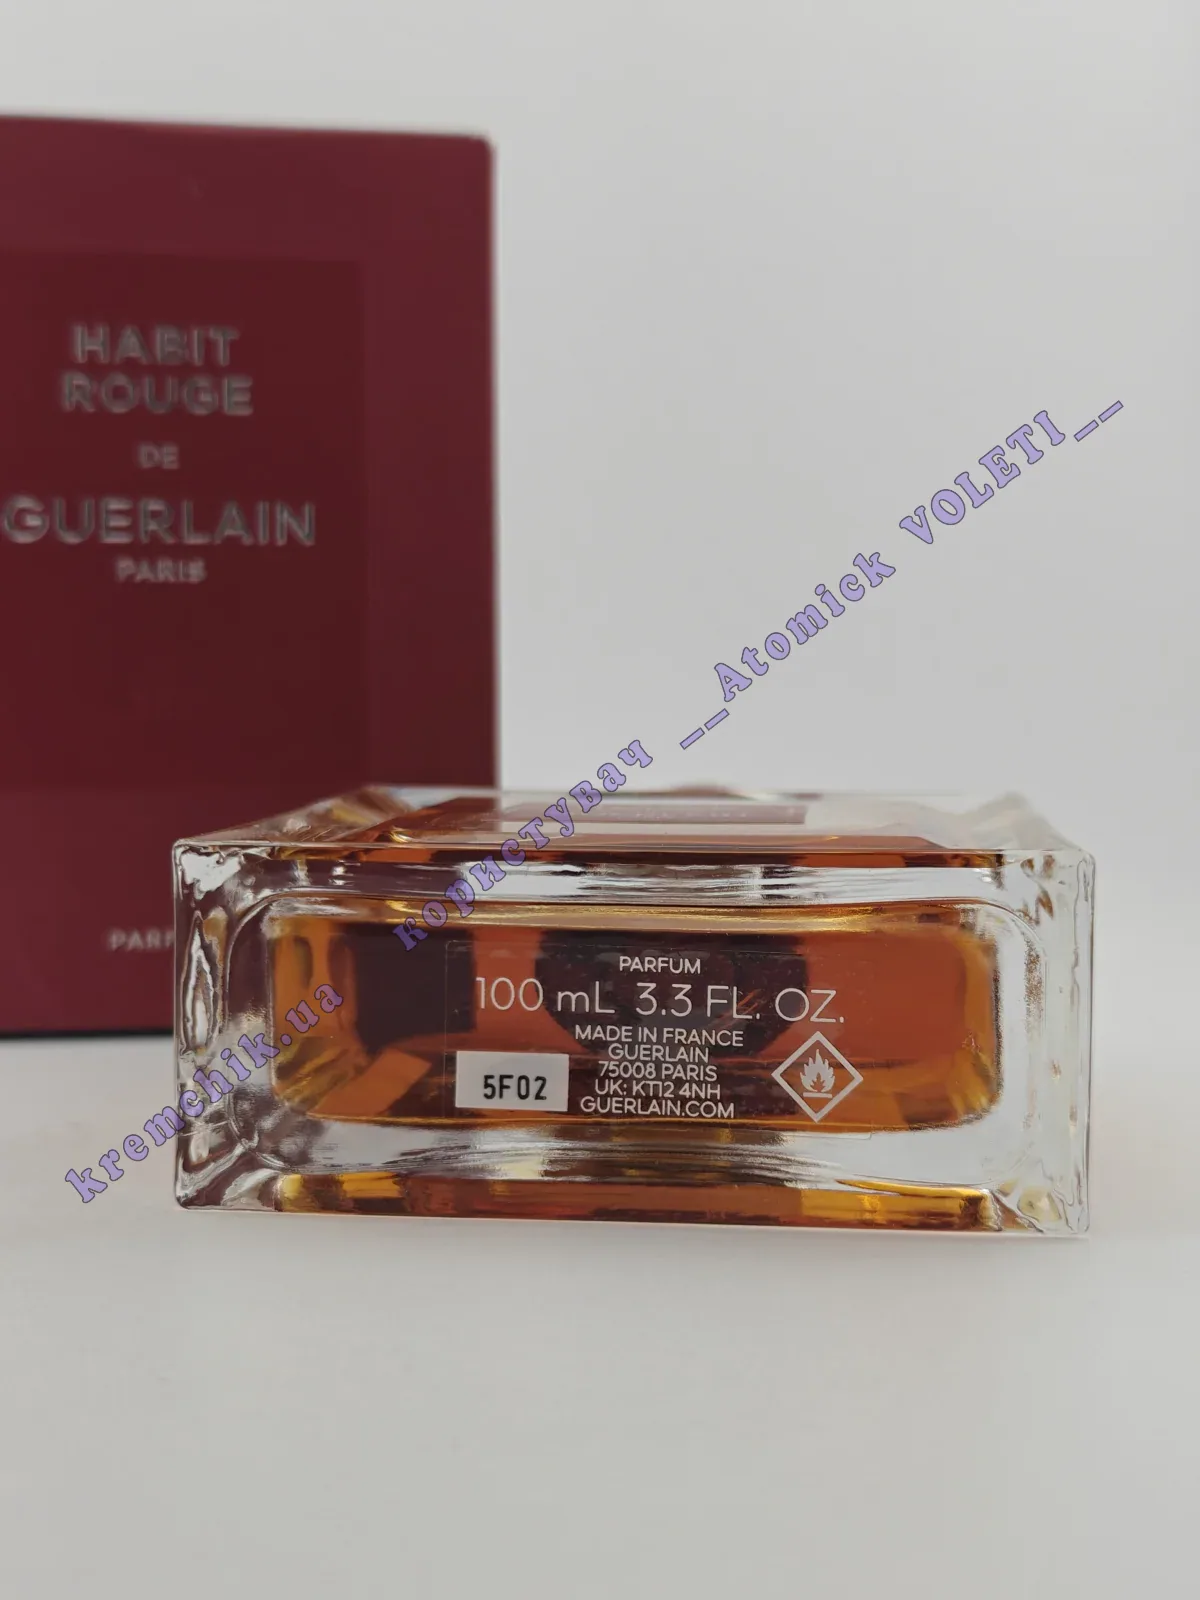 HABIT
ROUGE
DE
GUERLAIN
PARIS
kremchik.ua користувач __Atomick VOLETI__
PARFUM
100 mL 3.3 FL. OZ.
MADE IN FRANCE
GUERLAIN
75008 PARIS
UK: KT12 4NH
GUERLAIN.COM
5F02